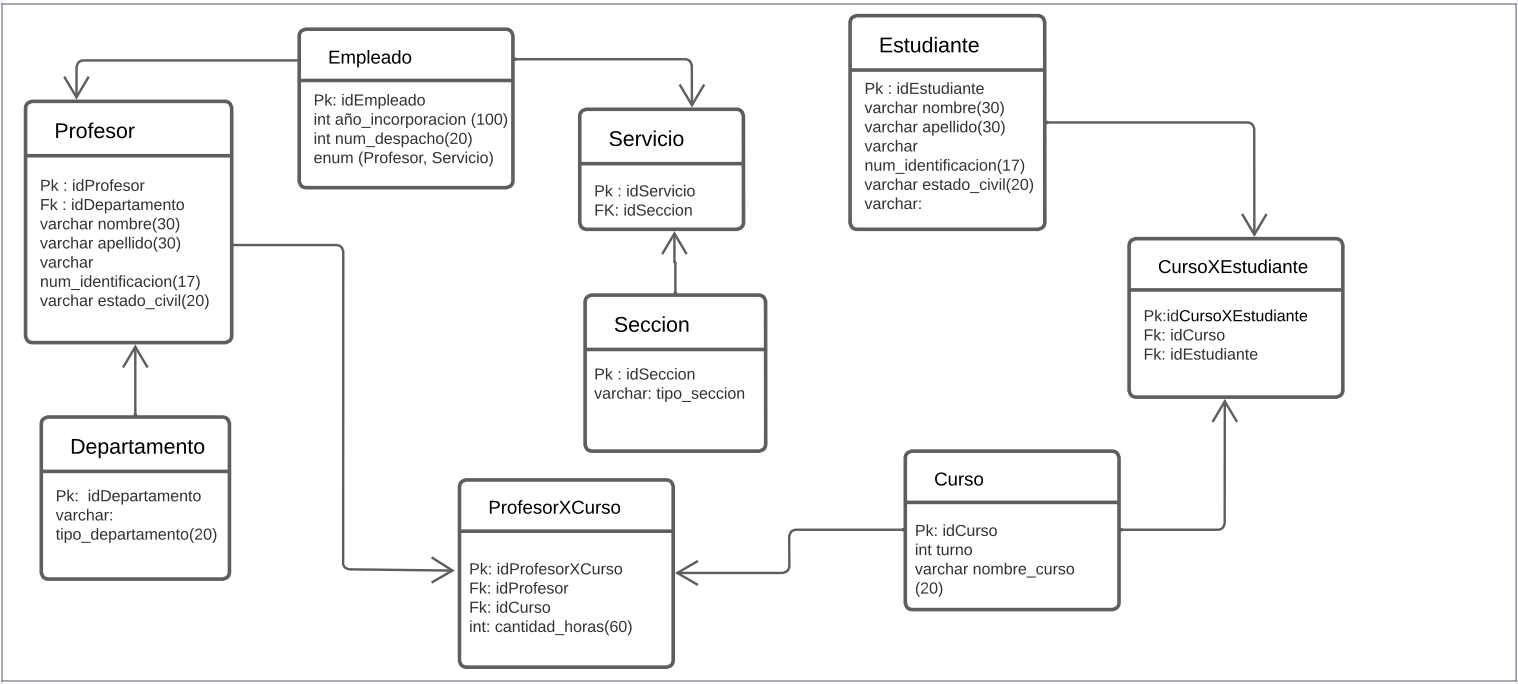 Empleado
Pk: idEmpleado
int año_incorporacion (100)
int num_despacho(20)
enum (Profesor, Servicio)
Profesor
Pk : idProfesor
Fk : idDepartamento
varchar nombre(30)
varchar apellido(30)
varchar
num_identificacion(17)
varchar estado_civil(20)
Servicio
Pk : idServicio
FK: idSeccion
Estudiante
Pk : idEstudiante
varchar nombre(30)
varchar apellido(30)
varchar
num_identificacion(17)
varchar estado_civil(20)
varchar:
CursoXEstudiante
Pk:idCursoXEstudiante
Fk: idCurso
Fk: idEstudiante
Seccion
Pk : idSeccion
varchar: tipo_seccion
Departamento
Pk:  idDepartamento
varchar:
tipo_departamento(20)
ProfesorXCurso
Pk: idProfesorXCurso
Fk: idProfesor
Fk: idCurso
int: cantidad_horas(60)
Curso
Pk: idCurso
int turno
varchar nombre_curso
(20)